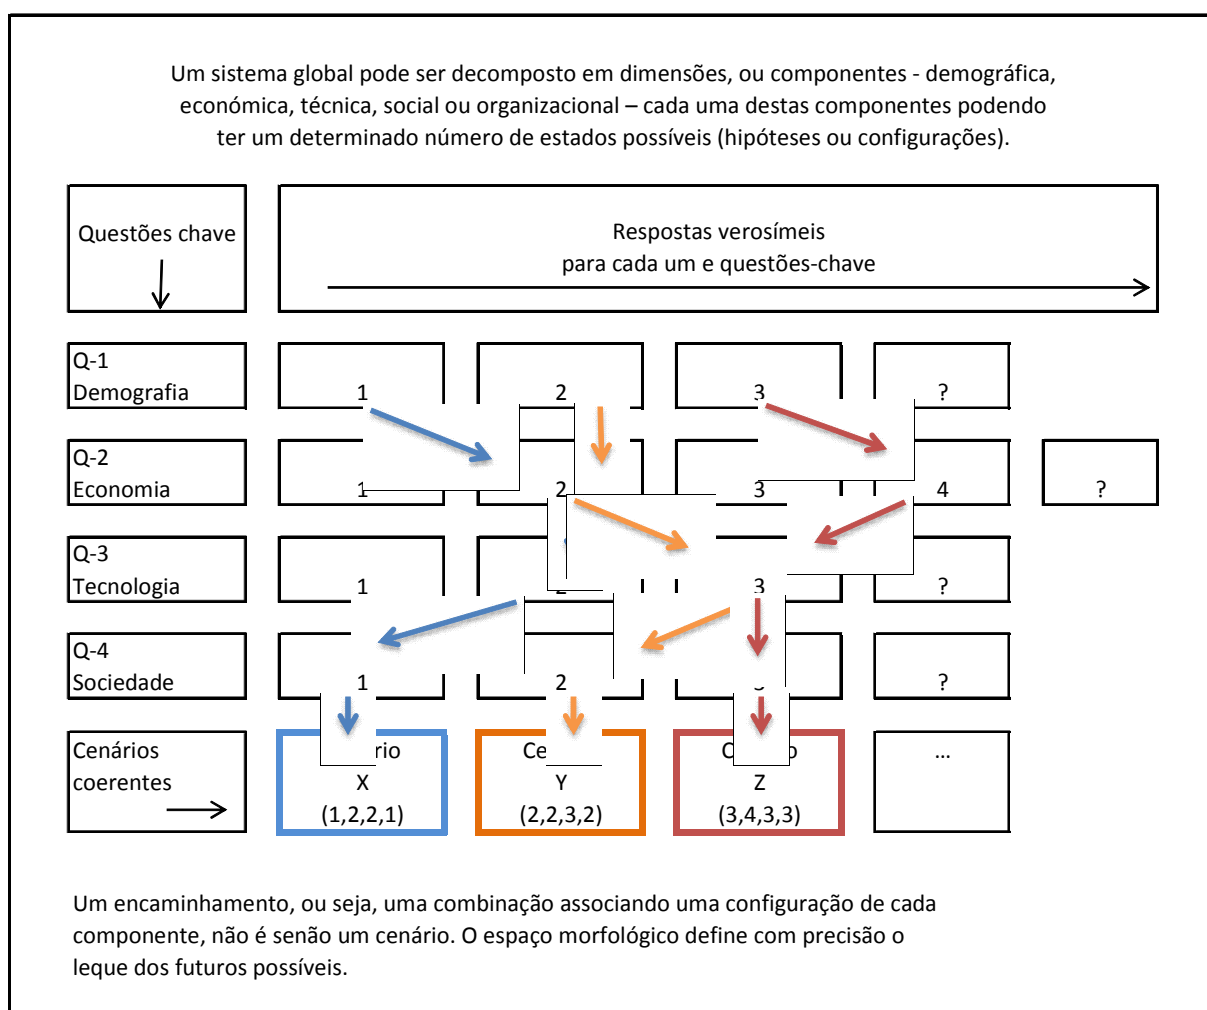 Um sistema global pode ser decomposto em dimensões, ou componentes - demográfica,
económica, técnica, social ou organizacional – cada uma destas componentes podendo
ter um determinado número de estados possíveis (hipóteses ou configurações).
Questões chave
Respostas verosímeis
para cada um e questões-chave
Q-1
Demografia
1
2
3
?
Q-2
Economia
1
2
3
4
?
Q-3
Tecnologia
1
2
3
?
Q-4
Sociedade
1
2
3
?
Cenários
coerentes
X
(1,2,2,1)
Y
(2,2,3,2)
Z
(3,4,3,3)
...
Um encaminhamento, ou seja, uma combinação associando uma configuração de cada
componente, não é senão um cenário. O espaço morfológico define com precisão o
leque dos futuros possíveis.